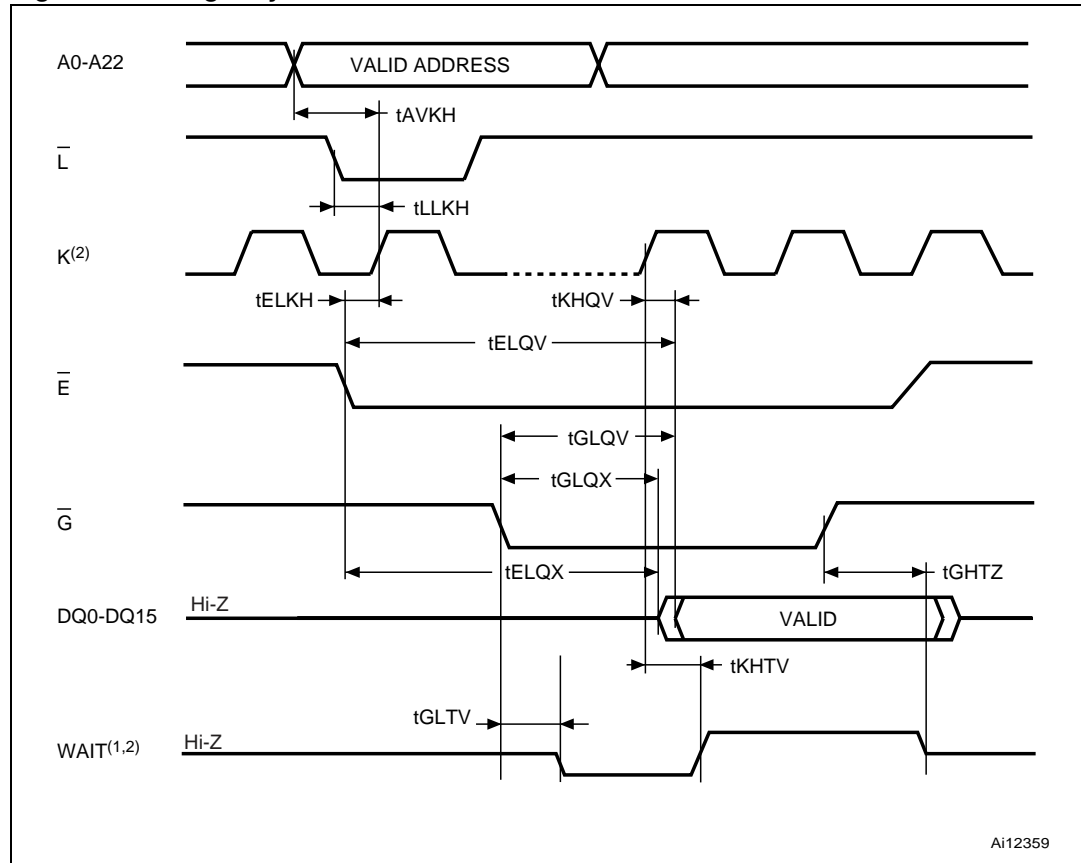 A0-A22
VALID ADDRESS
tAVKH
L̅
tLLKH
K(2)
tELKH
tKHQV
tELQV
E̅
tGLQV
tGLQX
G̅
tELQX
tGHTZ
DQ0-DQ15
Hi-Z
VALID
tKHTV
tGLTV
WAIT(1,2)
Hi-Z
Ai12359